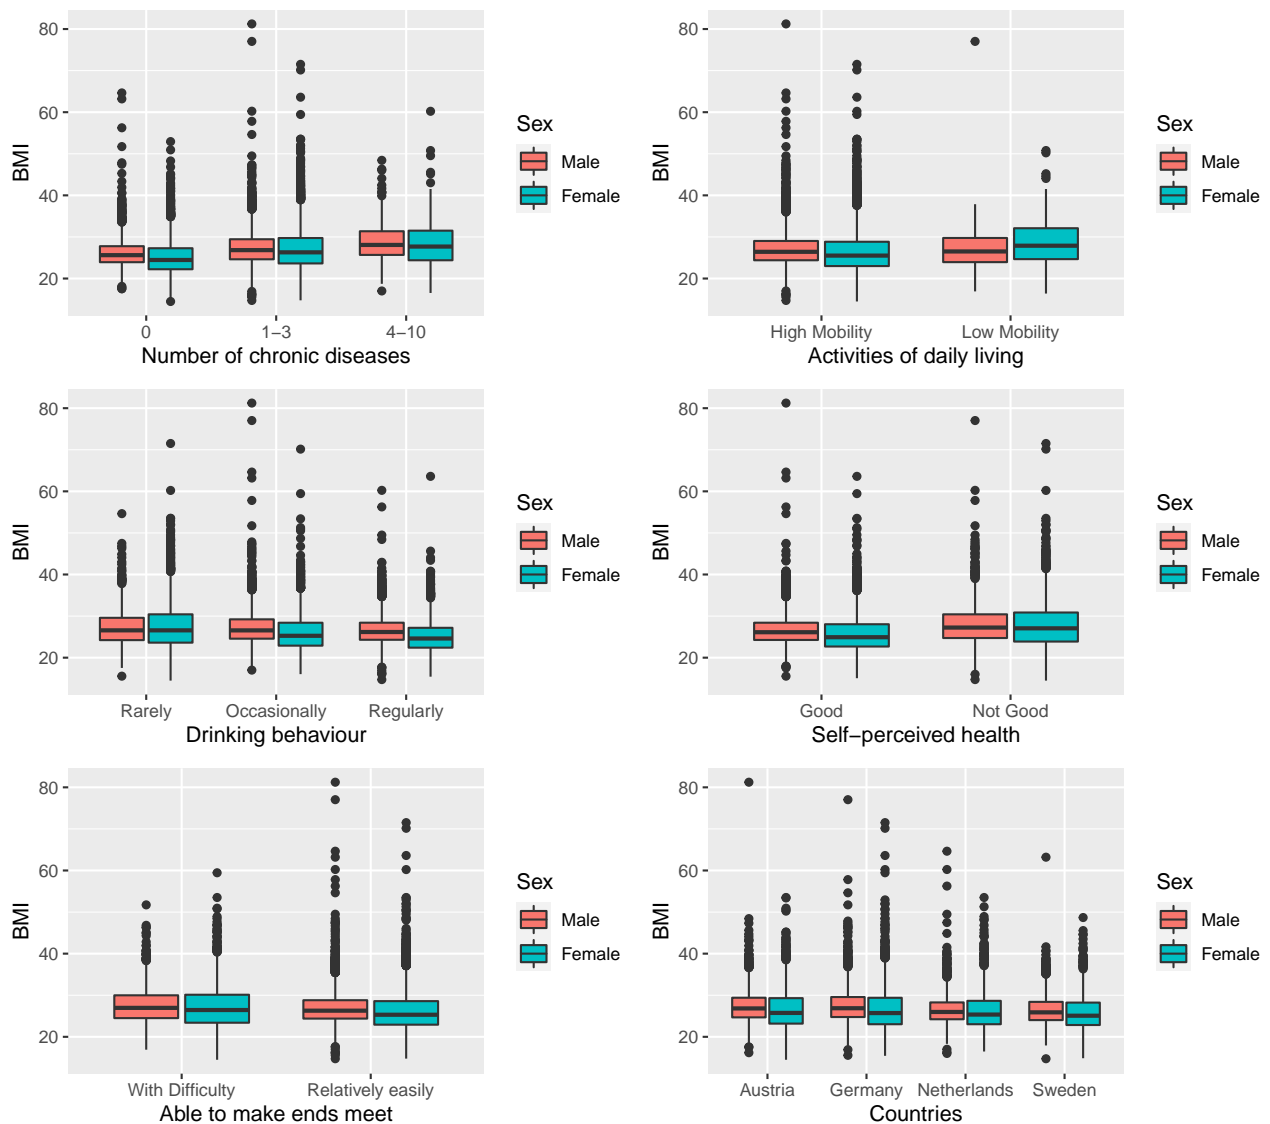 80
60
40
20
BMI
0
1−3
4−10
Number of chronic diseases
Sex
Male
Female
80
60
40
20
BMI
High Mobility
Low Mobility
Activities of daily living
Sex
Male
Female
80
60
40
20
BMI
Rarely
Occasionally
Regularly
Drinking behaviour
Sex
Male
Female
80
60
40
20
BMI
Good
Not Good
Self−perceived health
Sex
Male
Female
80
60
40
20
BMI
With Difficulty
Relatively easily
Able to make ends meet
Sex
Male
Female
80
60
40
20
BMI
Austria
Germany
Netherlands
Sweden
Countries
Sex
Male
Female